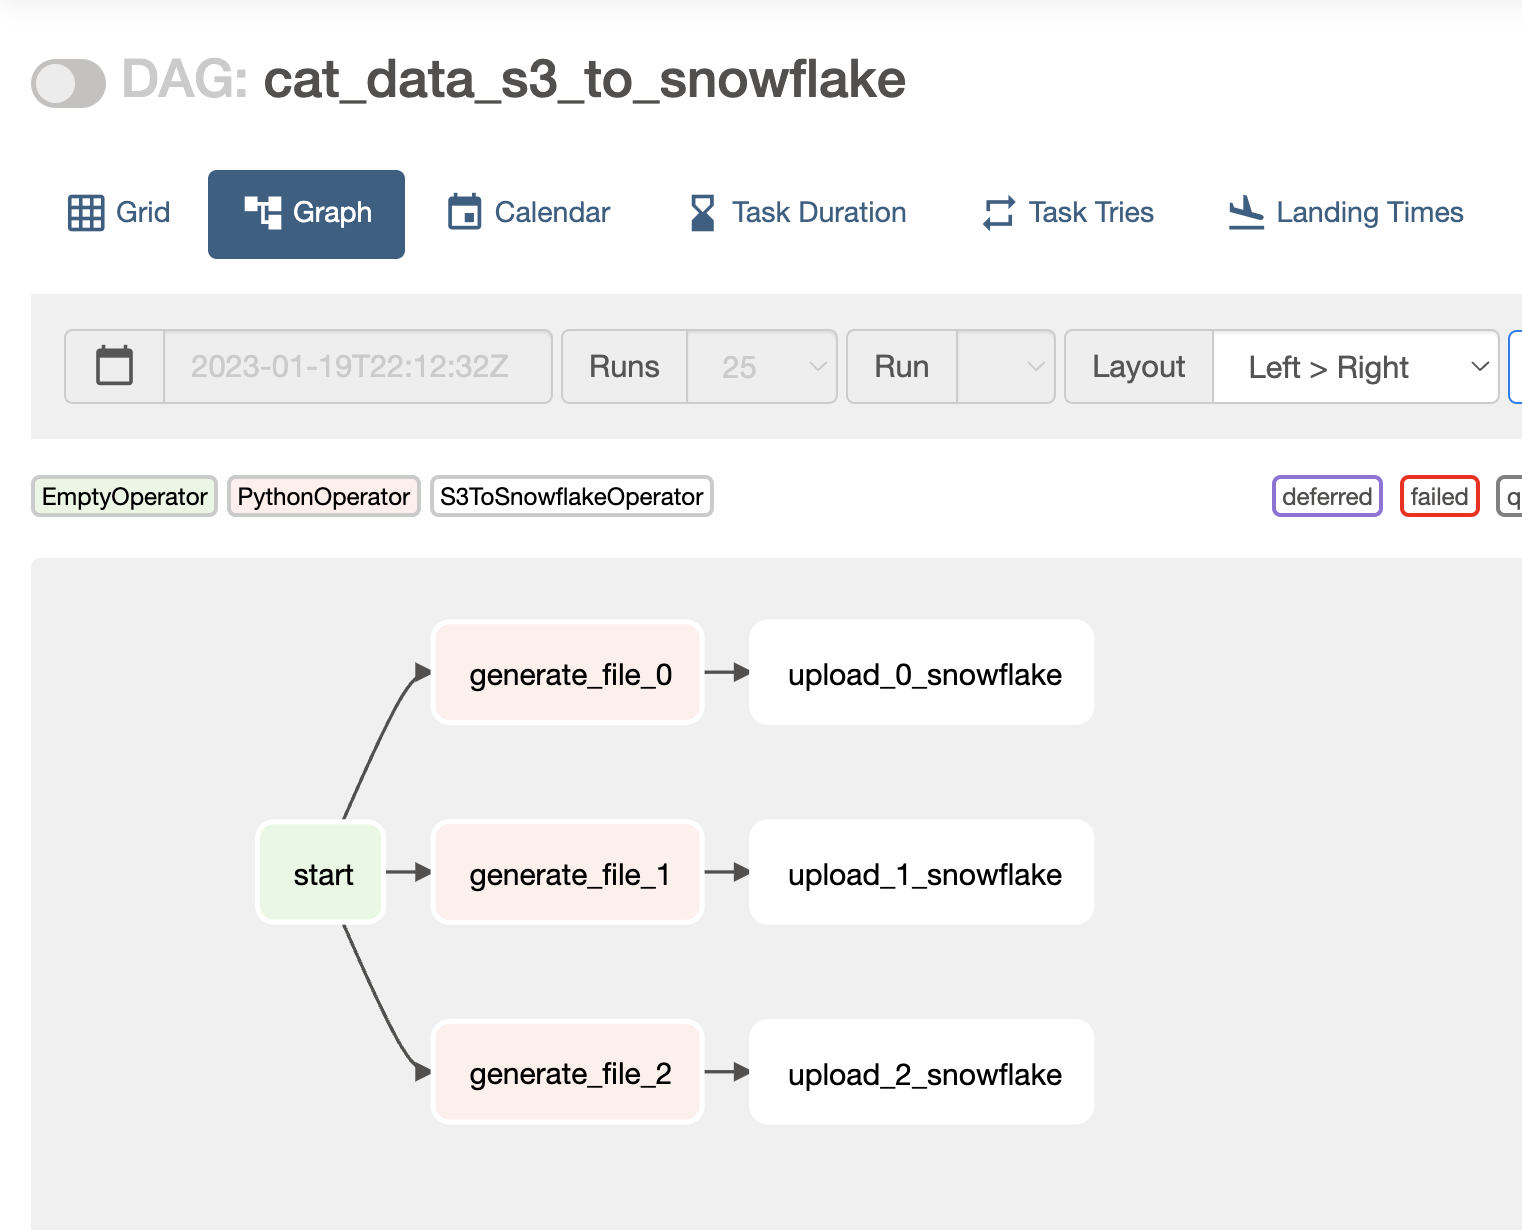 DAG: cat_data_s3_to_snowflake
Grid Graph Calendar Task Duration Task Tries Landing Times
2023-01-19T22:12:32Z Runs 25 Run Layout Left > Right
EmptyOperator PythonOperator S3ToSnowflakeOperator deferred failed q
generate_file_0 upload_0_snowflake
start generate_file_1 upload_1_snowflake
generate_file_2 upload_2_snowflake